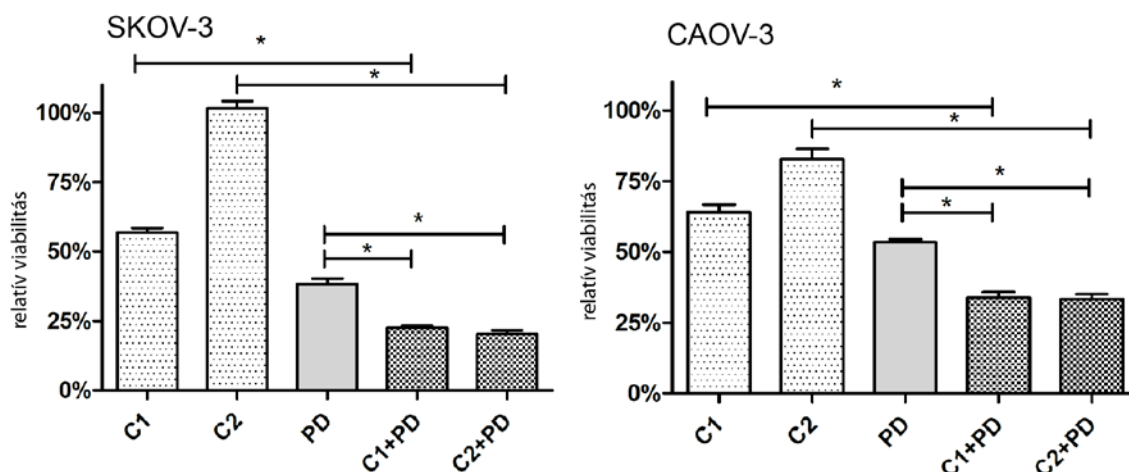 SKOV-3
*
*
100%
75%
50%
25%
0%
relatív viabilitás
*
*
C1
C2
PD
C1+PD
C2+PD
CAOV-3
*
*
100%
75%
50%
25%
0%
relatív viabilitás
*
*
C1
C2
PD
C1+PD
C2+PD